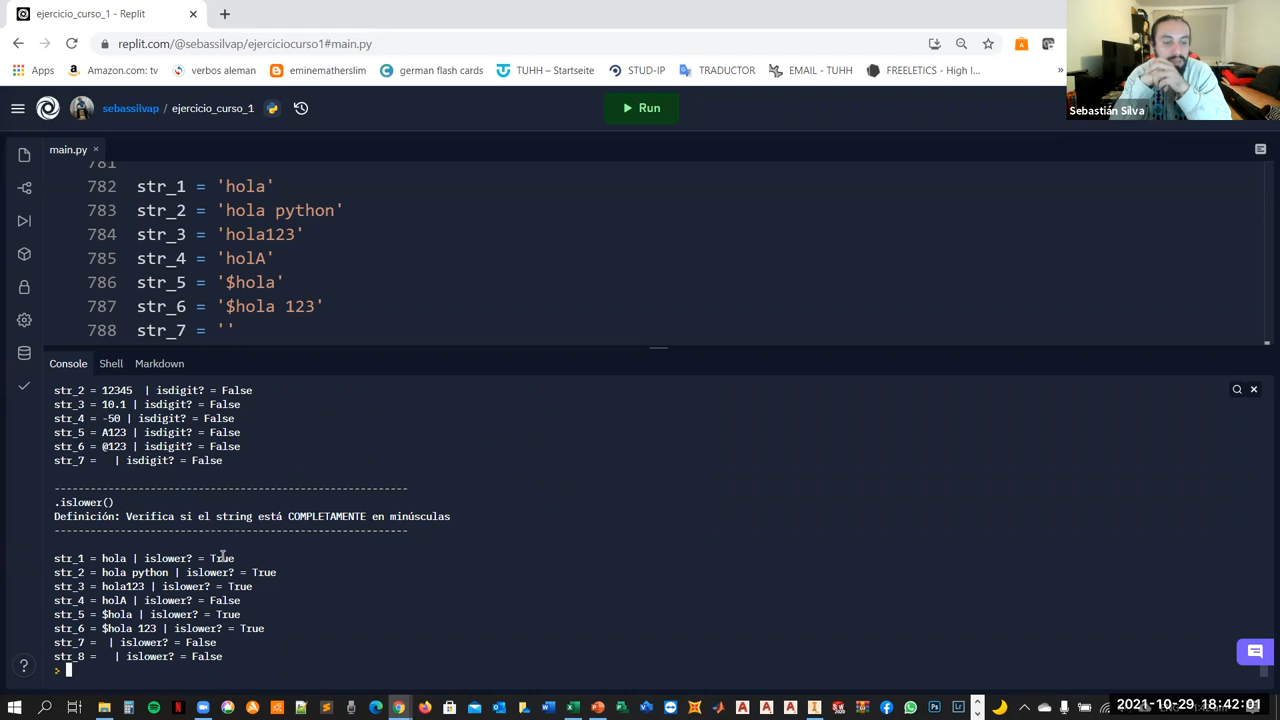 ejercicio_curso_1 - Replit
replit.com/@sebassilvap/ejerciciocurso1#main.py
Apps
Amazon.com: tv
verbos aleman
eminematherslim
german flash cards
TUHH – Startseite
STUD-IP
TRADUCTOR
EMAIL - TUHH
FREELETICS - High I...
»
Sebastián Silva
sebassilvap / ejercicio_curso_1
Run
main.py
781
782 str_1 = 'hola'
783 str_2 = 'hola python'
784 str_3 = 'hola123'
785 str_4 = 'holA'
786 str_5 = '$hola'
787 str_6 = '$hola 123'
788 str_7 = ''
Console Shell Markdown
str_2 = 12345  | isdigit? = False
str_3 = 10.1 | isdigit? = False
str_4 = -50 | isdigit? = False
str_5 = A123 | isdigit? = False
str_6 = @123 | isdigit? = False
str_7 =   | isdigit? = False
-----------------------------------------------------------
.islower()
Definición: Verifica si el string está COMPLETAMENTE en minúsculas
-----------------------------------------------------------
str_1 = hola | islower? = True
str_2 = hola python | islower? = True
str_3 = hola123 | islower? = True
str_4 = holA | islower? = False
str_5 = $hola | islower? = True
str_6 = $hola 123 | islower? = True
str_7 =  | islower? = False
str_8 =   | islower? = False
>
2021-10-29 18:42:01